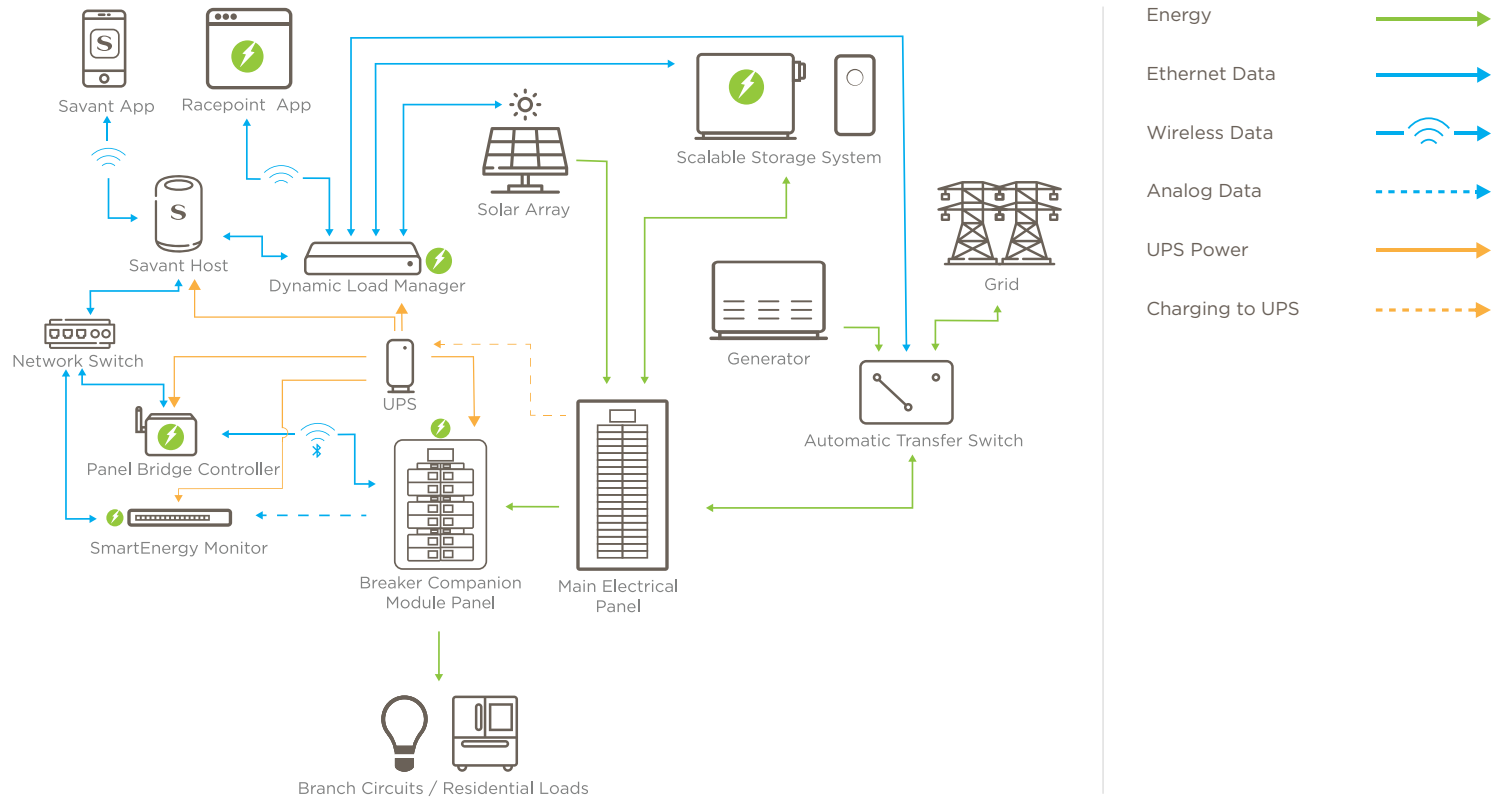 Savant App
Racepoint App
S
S
Savant Host
Dynamic Load Manager
Solar Array
Scalable Storage System
Grid
Generator
Network Switch
UPS
Automatic Transfer Switch
Panel Bridge Controller
SmartEnergy Monitor
Breaker Companion
Module Panel
Main Electrical
Panel
Branch Circuits / Residential Loads
Energy
Ethernet Data
Wireless Data
Analog Data
UPS Power
Charging to UPS